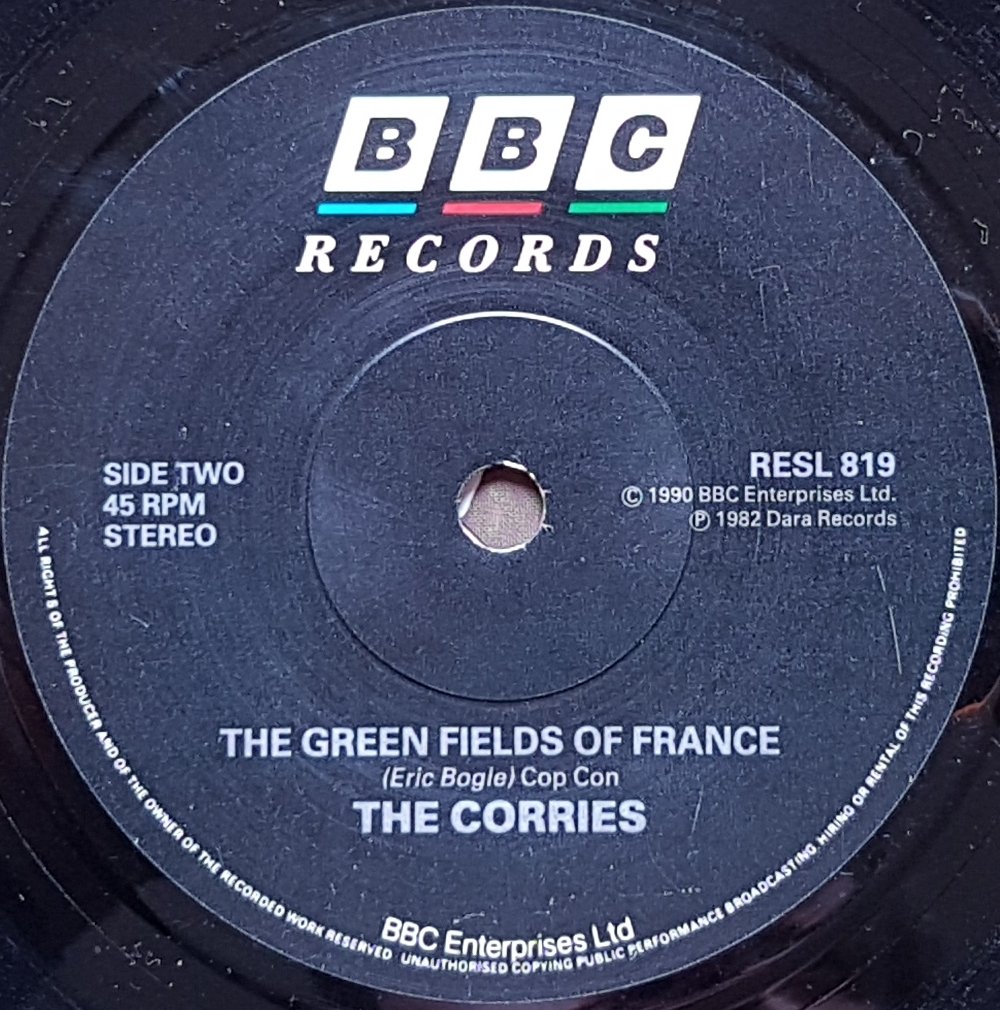 BBC
RECORDS
SIDE TWO
45 RPM
STEREO
RESL 819
© 1990 BBC Enterprises Ltd.
℗ 1982 Dara Records
THE GREEN FIELDS OF FRANCE
(Eric Bogle) Cop Con
THE CORRIES
BBC Enterprises Ltd
ALL RIGHTS OF THE PRODUCER AND OF THE OWNER OF THE RECORDED WORK RESERVED UNAUTHORISED COPYING PUBLIC PERFORMANCE BROADCASTING HIRING OR RENTAL OF THIS RECORDING PROHIBITED